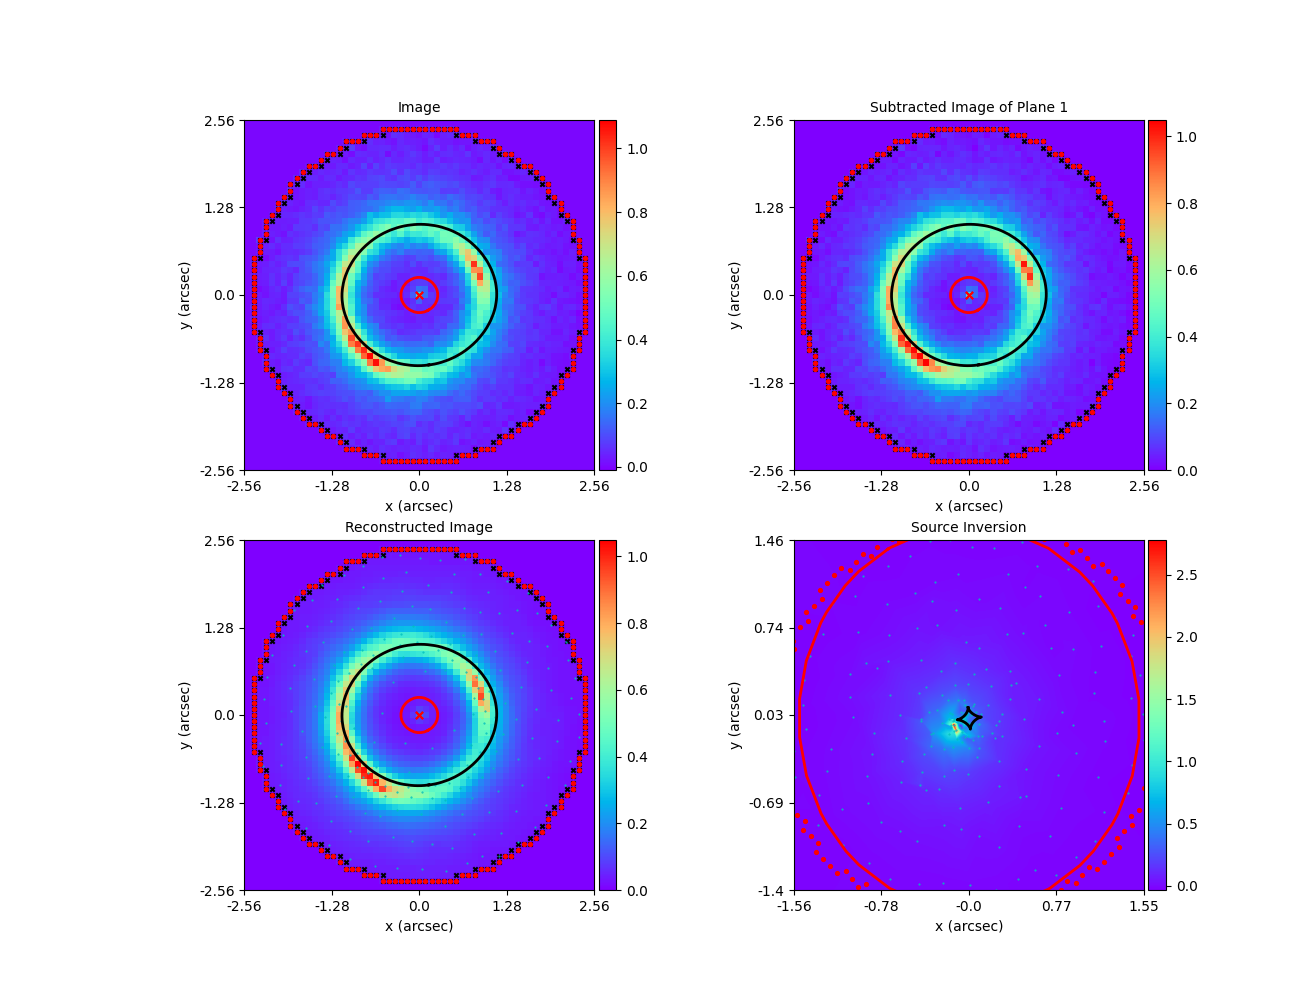 Image
2.56
1.28
0.0
-1.28
-2.56
y (arcsec)
-2.56 -1.28 0.0 1.28 2.56
x (arcsec)
1.0
0.8
0.6
0.4
0.2
0.0
Subtracted Image of Plane 1
2.56
1.28
0.0
-1.28
-2.56
y (arcsec)
-2.56 -1.28 0.0 1.28 2.56
x (arcsec)
1.0
0.8
0.6
0.4
0.2
0.0
Reconstructed Image
2.56
1.28
0.0
-1.28
-2.56
y (arcsec)
-2.56 -1.28 0.0 1.28 2.56
x (arcsec)
1.0
0.8
0.6
0.4
0.2
0.0
Source Inversion
1.46
0.74
0.03
-0.69
-1.4
y (arcsec)
-1.56 -0.78 -0.0 0.77 1.55
x (arcsec)
2.5
2.0
1.5
1.0
0.5
0.0